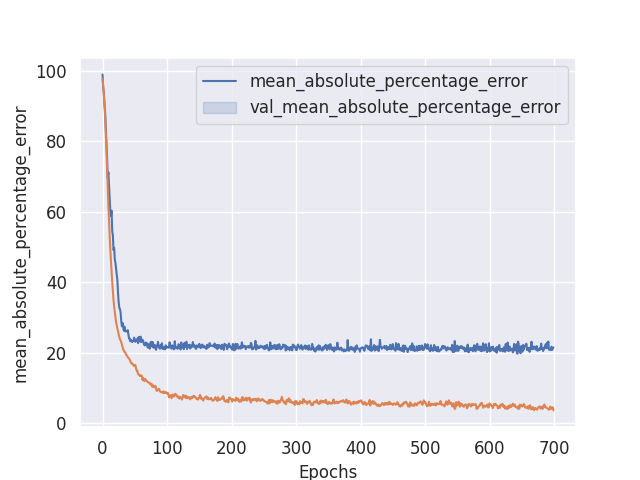 mean_absolute_percentage_error
val_mean_absolute_percentage_error
mean_absolute_percentage_error
100
80
60
40
20
0
0 100 200 300 400 500 600 700
Epochs